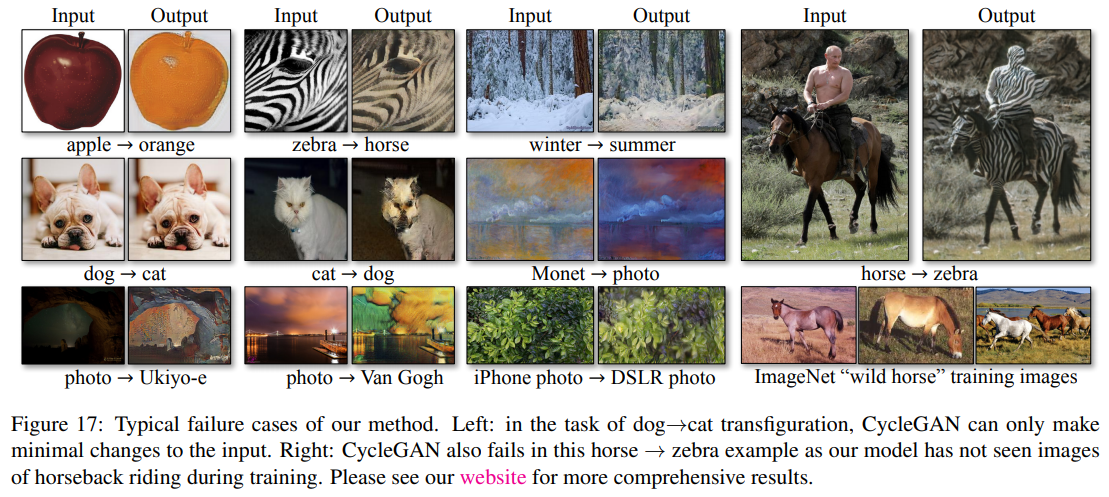 Input Output Input Output Input Output Input Output
apple → orange zebra → horse winter → summer
dog → cat cat → dog Monet → photo horse → zebra
photo → Ukiyo-e photo → Van Gogh iPhone photo → DSLR photo ImageNet “wild horse” training images
Figure 17: Typical failure cases of our method. Left: in the task of dog→cat transfiguration, CycleGAN can only make
minimal changes to the input. Right: CycleGAN also fails in this horse → zebra example as our model has not seen images
of horseback riding during training. Please see our website for more comprehensive results.